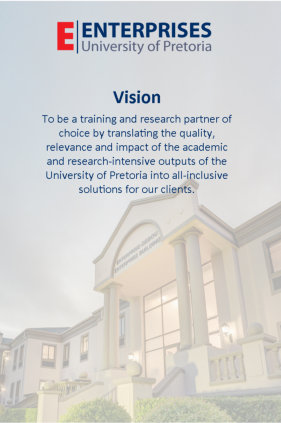 E ENTERPRISES
University of Pretoria
Vision
To be a training and research partner of
choice by translating the quality,
relevance and impact of the academic
and research-intensive outputs of the
University of Pretoria into all-inclusive
solutions for our clients.
ENTERPRISE BUILDING